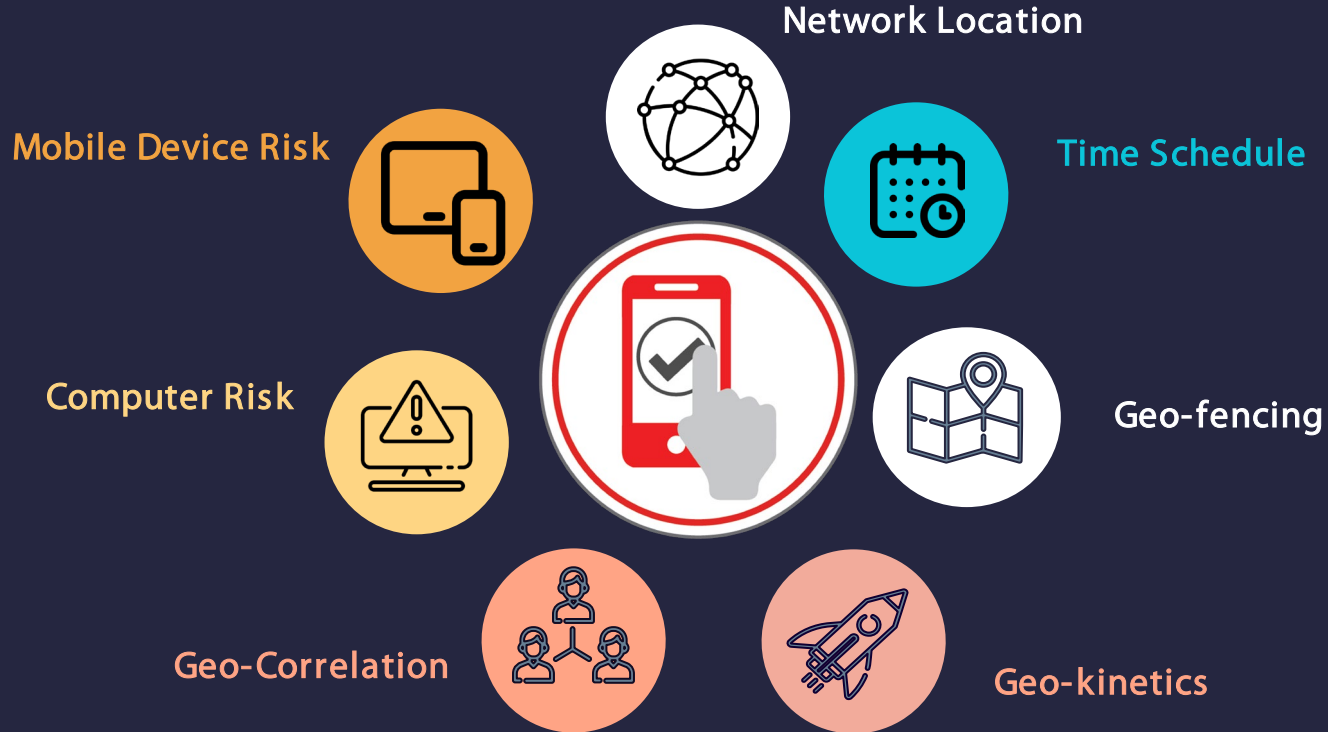 Network Location
Mobile Device Risk
Time Schedule
Computer Risk
Geo-fencing
Geo-Correlation
Geo-kinetics